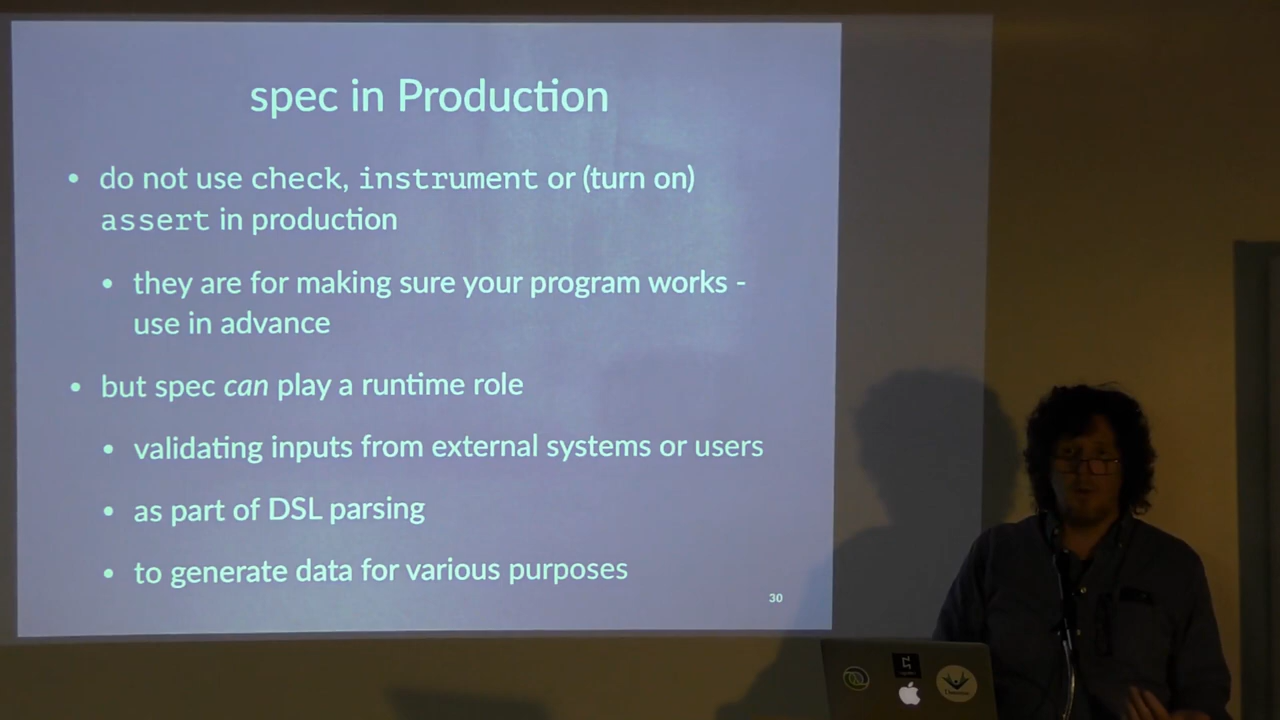 spec in Production
• do not use check, instrument or (turn on)
assert in production
• they are for making sure your program works -
use in advance
• but spec can play a runtime role
• validating inputs from external systems or users
• as part of DSL parsing
• to generate data for various purposes
30